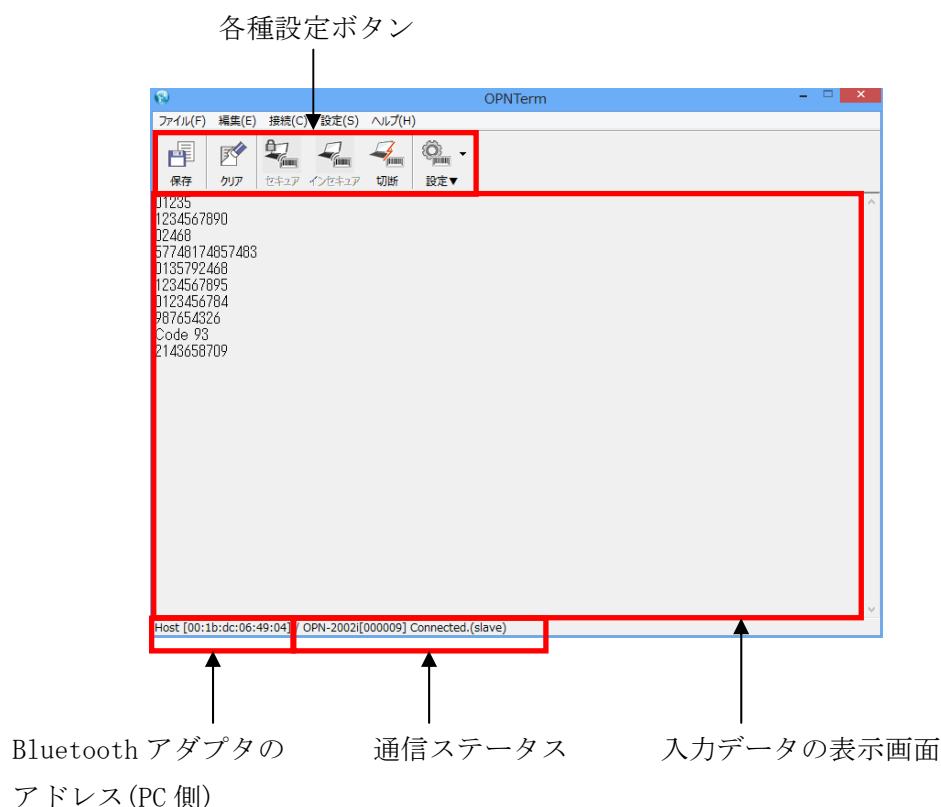 各種設定ボタン
OPNTerm
ファイル(F) 編集(E) 接続(C) 設定(S) ヘルプ(H)
保存 クリア セキュア インセキュア 切断 設定▼
01235
1234567890
02468
57748174857483
0135792468
1234567895
0123456784
987654326
Code 93
2143658709
Host [00:1b:dc:06:49:04] / OPN-2002i[000009] Connected.(slave)
Bluetooth アダプタの 通信ステータス 入力データの表示画面
アドレス(PC 側)